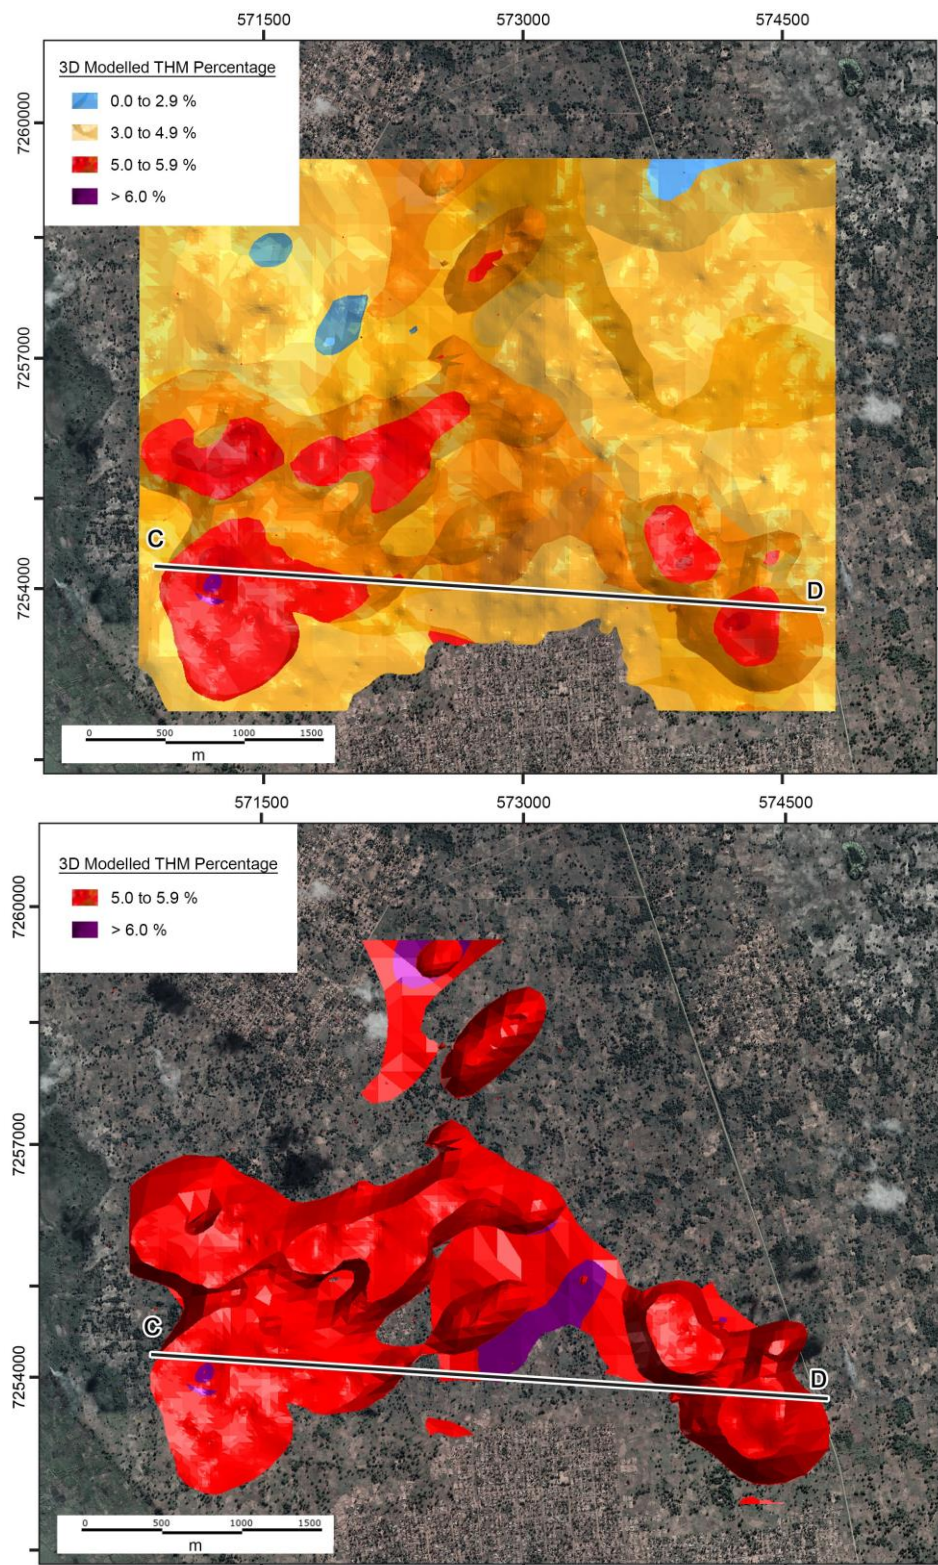 571500 573000 574500
3D Modelled THM Percentage
0.0 to 2.9 %
3.0 to 4.9 %
5.0 to 5.9 %
> 6.0 %
7260000
7257000
7254000
C
D
0 500 1000 1500
m
571500 573000 574500
3D Modelled THM Percentage
5.0 to 5.9 %
> 6.0 %
7260000
7257000
7254000
C
D
0 500 1000 1500
m